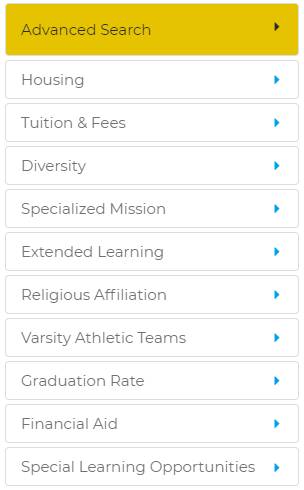 Advanced Search
Housing
Tuition & Fees
Diversity
Specialized Mission
Extended Learning
Religious Affiliation
Varsity Athletic Teams
Graduation Rate
Financial Aid
Special Learning Opportunities